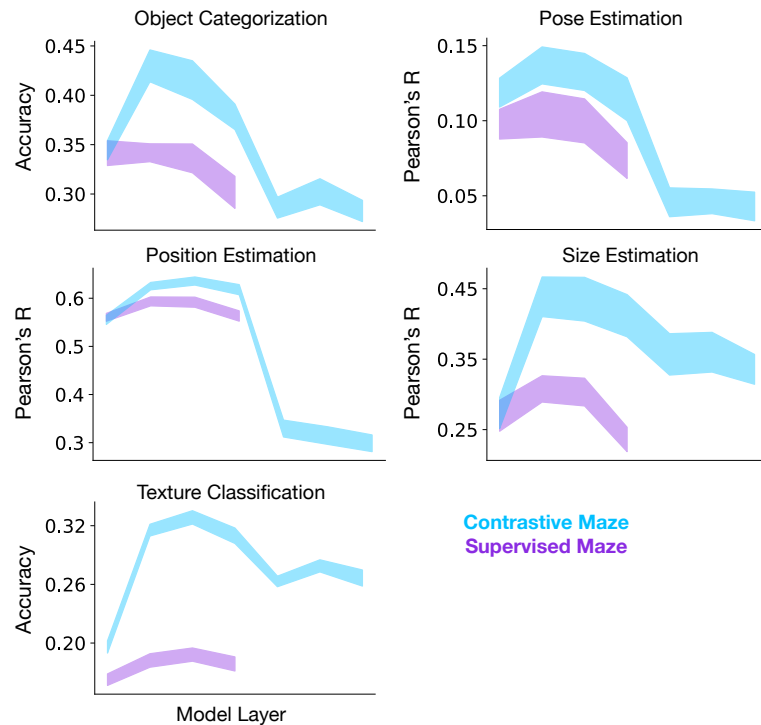 Object Categorization
Accuracy
0.45
0.40
0.35
0.30
Pose Estimation
Pearson's R
0.15
0.10
0.05
Position Estimation
Pearson's R
0.6
0.5
0.4
0.3
Size Estimation
Pearson's R
0.45
0.35
0.25
Texture Classification
Accuracy
0.32
0.26
0.20
Model Layer
Contrastive Maze
Supervised Maze